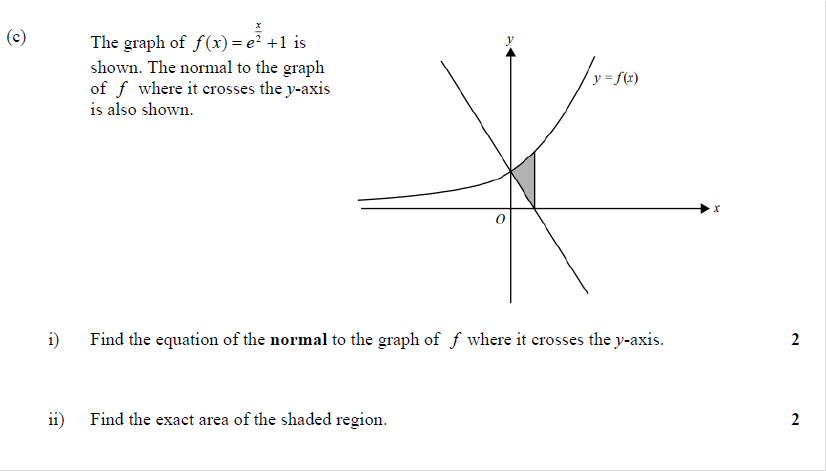 (c)
The graph of f(x) = e^{x/2} + 1 is
shown. The normal to the graph
of f where it crosses the y-axis
is also shown.
y
y = f(x)
x
O
i) Find the equation of the normal to the graph of f where it crosses the y-axis. 2
ii) Find the exact area of the shaded region. 2